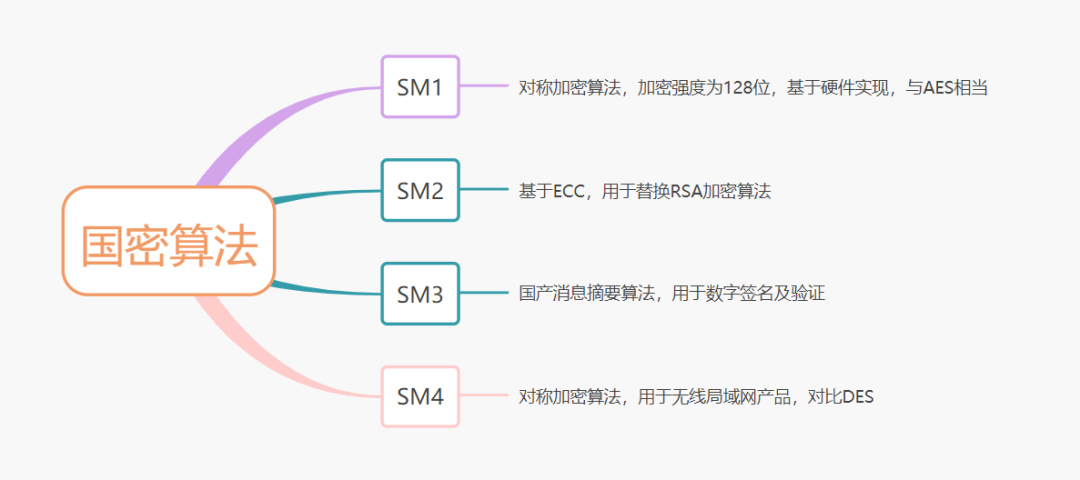 国密算法
SM1
对称加密算法，加密强度为128位，基于硬件实现，与AES相当
SM2
基于ECC，用于替换RSA加密算法
SM3
国产消息摘要算法，用于数字签名及验证
SM4
对称加密算法，用于无线局域网产品，对比DES